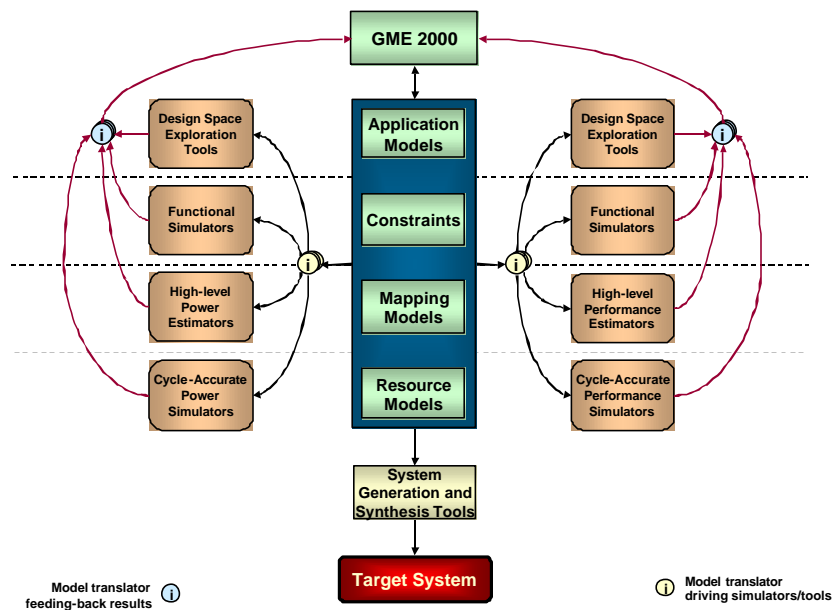 GME 2000
i
Design Space
Exploration
Tools
Application
Models
Design Space
Exploration
Tools
i
Functional
Simulators
Constraints
Functional
Simulators
i
i
High-level
Power
Estimators
Mapping
Models
High-level
Performance
Estimators
Cycle-Accurate
Power
Simulators
Resource
Models
Cycle-Accurate
Performance
Simulators
System
Generation and
Synthesis Tools
Target System
Model translator
feeding-back results
i
i
Model translator
driving simulators/tools